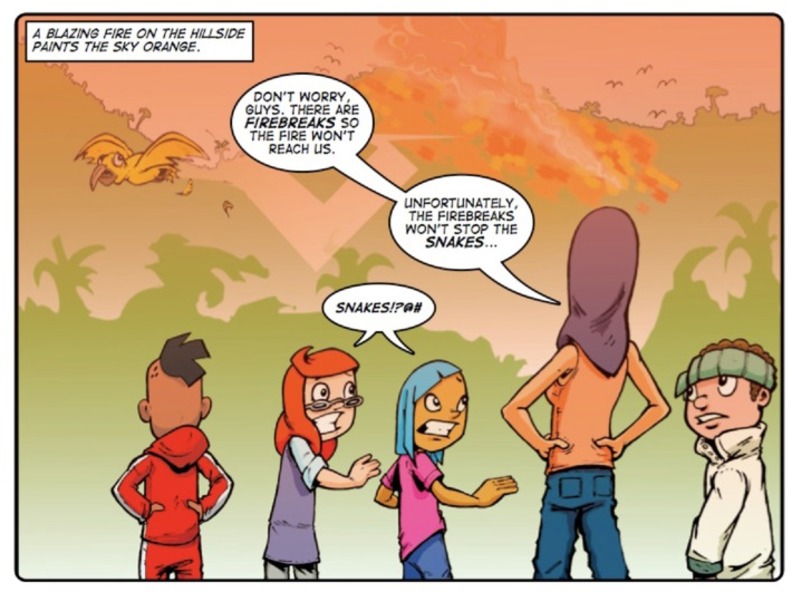 A BLAZING FIRE ON THE HILLSIDE
PAINTS THE SKY ORANGE.
DON'T WORRY,
GUYS. THERE ARE
FIREBREAKS SO
THE FIRE WON'T
REACH US.
UNFORTUNATELY,
THE FIREBREAKS
WON'T STOP THE
SNAKES...
SNAKES!?@#